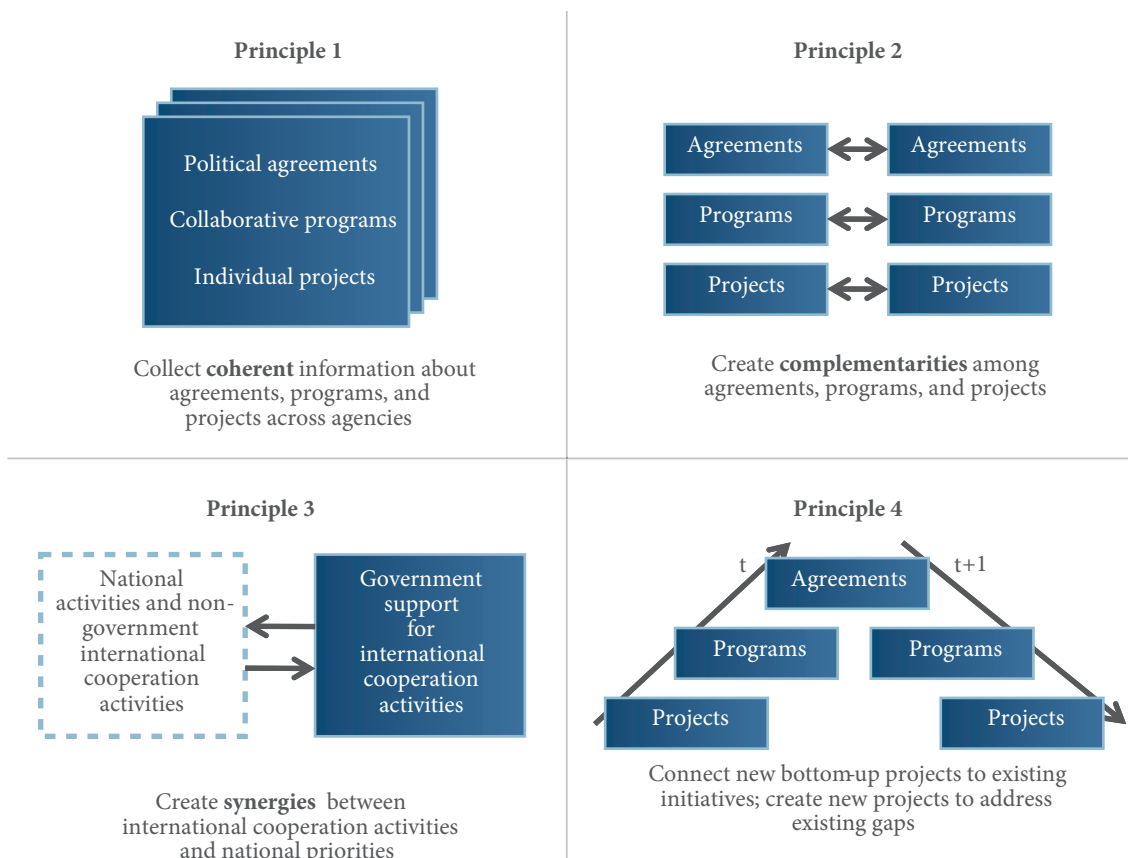 Principle 1
Political agreements
Collaborative programs
Individual projects
Collect coherent information about
agreements, programs, and
projects across agencies
Principle 2
Agreements
Agreements
Programs
Programs
Projects
Projects
Create complementarities among
agreements, programs, and projects
Principle 3
National
activities and non-
government
international
cooperation
activities
Government
support
for
international
cooperation
activities
Create synergies between
international cooperation activities
and national priorities
Principle 4
t
t+1
Agreements
Programs
Programs
Projects
Projects
Connect new bottom-up projects to existing
initiatives; create new projects to address
existing gaps